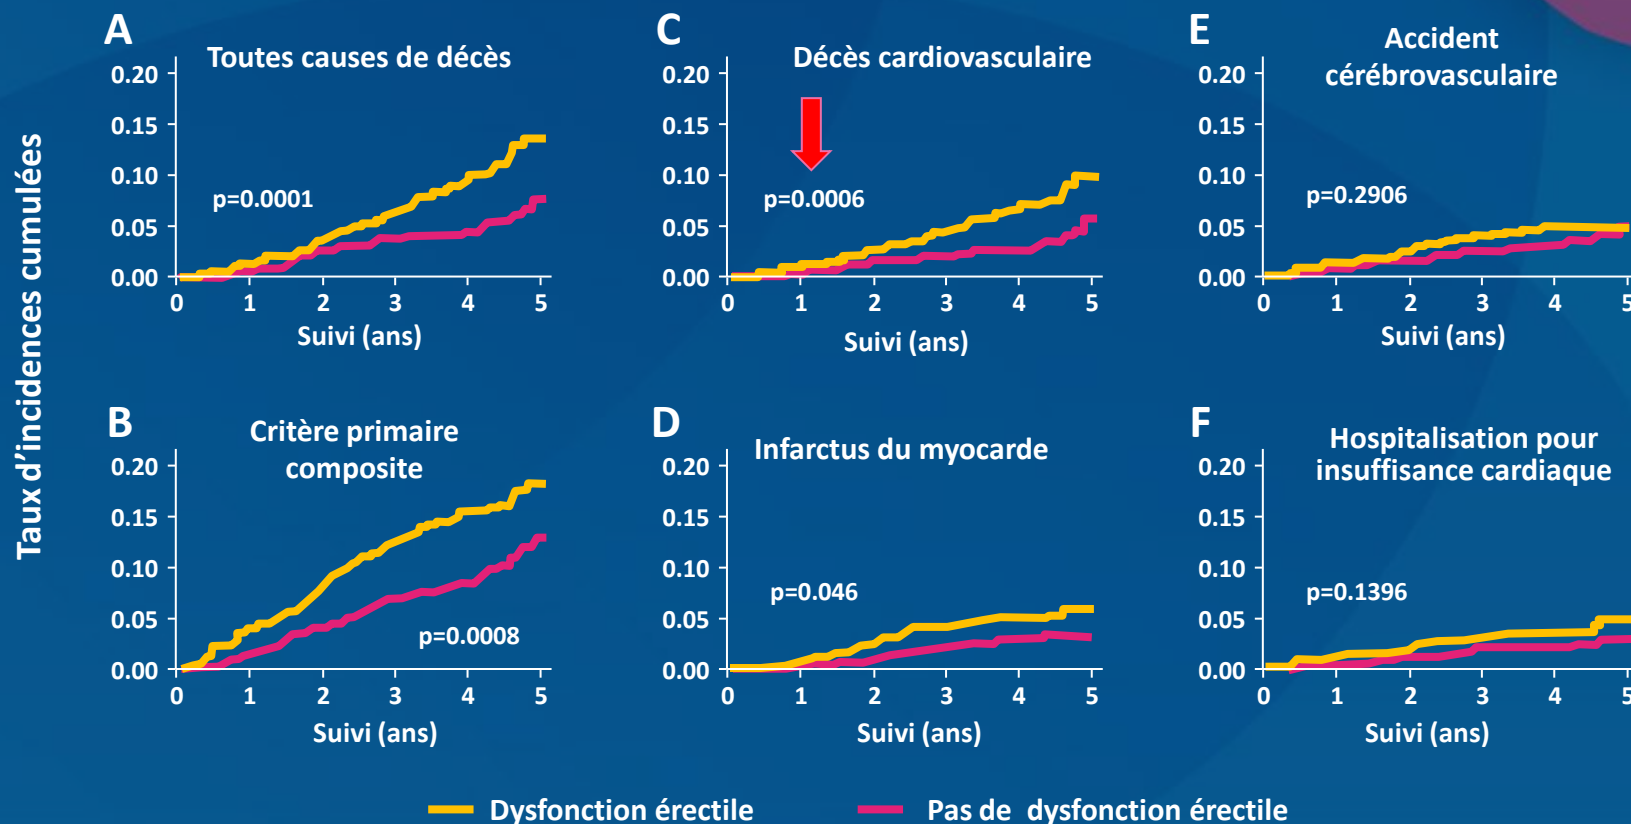 Taux d’incidences cumulées
A
Toutes causes de décès
0.20
0.15
0.10
0.05
0.00
p=0.0001
0 1 2 3 4 5
Suivi (ans)
B
Critère primaire
composite
0.20
0.15
0.10
0.05
0.00
p=0.0008
0 1 2 3 4 5
Suivi (ans)
C
Décès cardiovasculaire
0.20
0.15
0.10
0.05
0.00
p=0.0006
0 1 2 3 4 5
Suivi (ans)
D
Infarctus du myocarde
0.20
0.15
0.10
0.05
0.00
p=0.046
0 1 2 3 4 5
Suivi (ans)
E
Accident
cérébrovasculaire
0.20
0.15
0.10
0.05
0.00
p=0.2906
0 1 2 3 4 5
Suivi (ans)
F
Hospitalisation pour
insuffisance cardiaque
0.20
0.15
0.10
0.05
0.00
p=0.1396
0 1 2 3 4 5
Suivi (ans)
Dysfonction érectile
Pas de dysfonction érectile